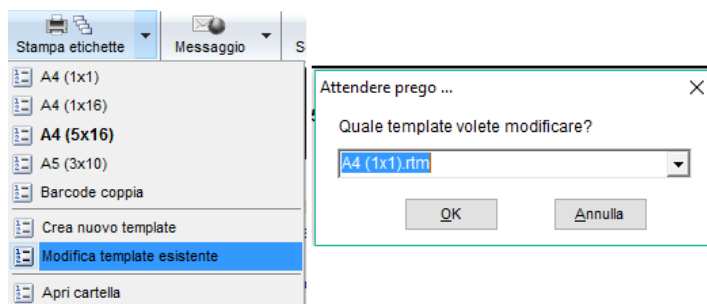 Stampa etichette
Messaggio
S
A4 (1x1)
A4 (1x16)
A4 (5x16)
A5 (3x10)
Barcode coppia
Crea nuovo template
Modifica template esistente
Apri cartella
Attendere prego ...
Quale template volete modificare?
A4 (1x1).rtm
OK
Annulla